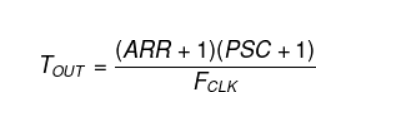 T_OUT = (ARR + 1)(PSC + 1) / F_CLK